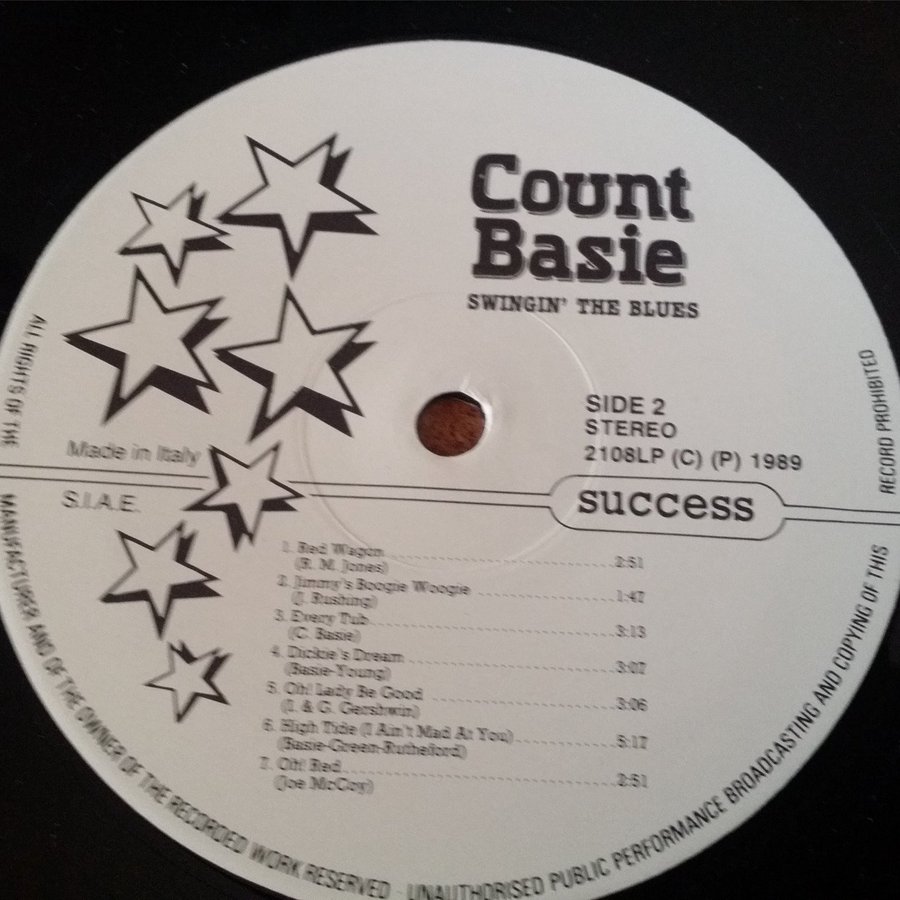 Count
Basie
SWINGIN' THE BLUES
SIDE 2
STEREO
2108LP (C) (P) 1989
Made in Italy
S.I.A.E.
success
1. Red Wagon 2:51
(R. M. Jones)
2. Jimmy's Boogie Woogie 1:47
(J. Rushing)
3. Every Tub 3:13
(C. Basie)
4. Dickie's Dream 3:07
(Basie-Young)
5. Oh! Lady Be Good 3:06
(I. & G. Gershwin)
6. High Tide (I Ain't Mad At You) 5:17
(Basie-Green-Rutheford)
7. Oh! Red 2:51
(Joe McCoy)
ALL RIGHTS OF THE MANUFACTURER AND OF THE OWNER OF THE RECORDED WORK RESERVED - UNAUTHORISED PUBLIC PERFORMANCE BROADCASTING AND COPYING OF THIS RECORD PROHIBITED